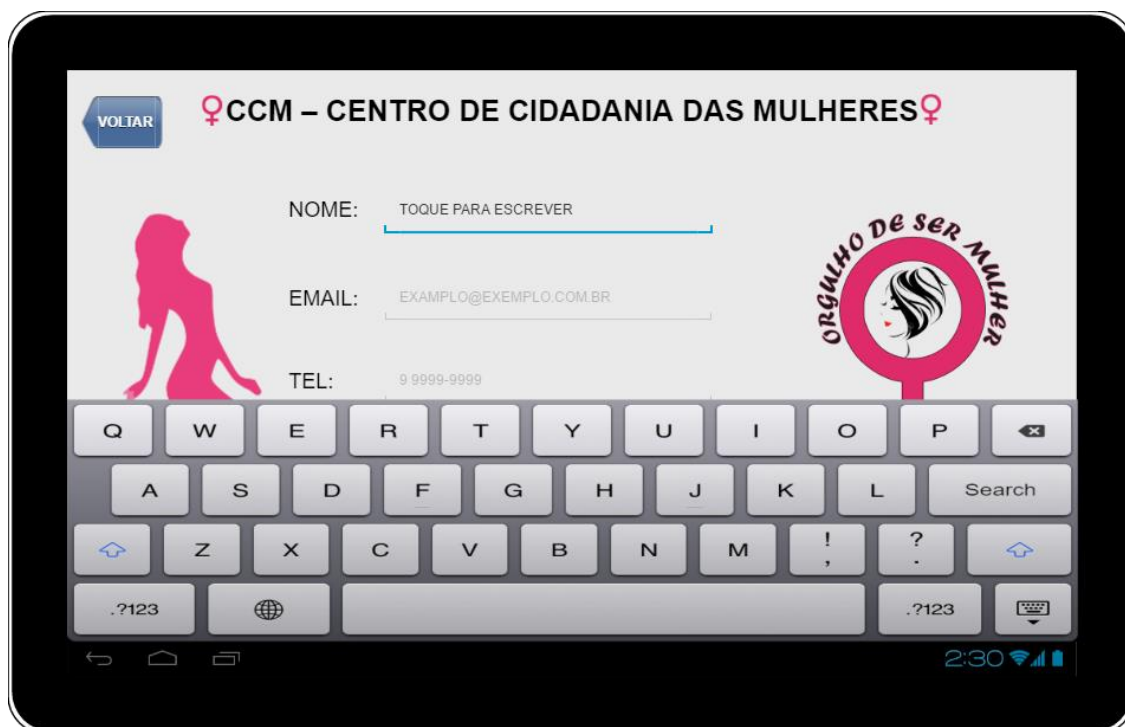 VOLTAR
♀CCM – CENTRO DE CIDADANIA DAS MULHERES♀
NOME: TOQUE PARA ESCREVER
EMAIL: EXAMPLO@EXEMPLO.COM.BR
TEL: 9 9999-9999
ORGULHO DE SER MULHER
Q W E R T Y U I O P
A S D F G H J K L Search
Z X C V B N M ! , ? .
.?123 .?123
2:30